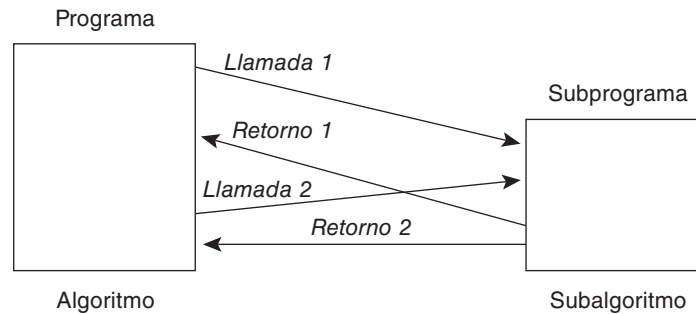 Programa
Llamada 1
Subprograma
Retorno 1
Llamada 2
Retorno 2
Algoritmo
Subalgoritmo